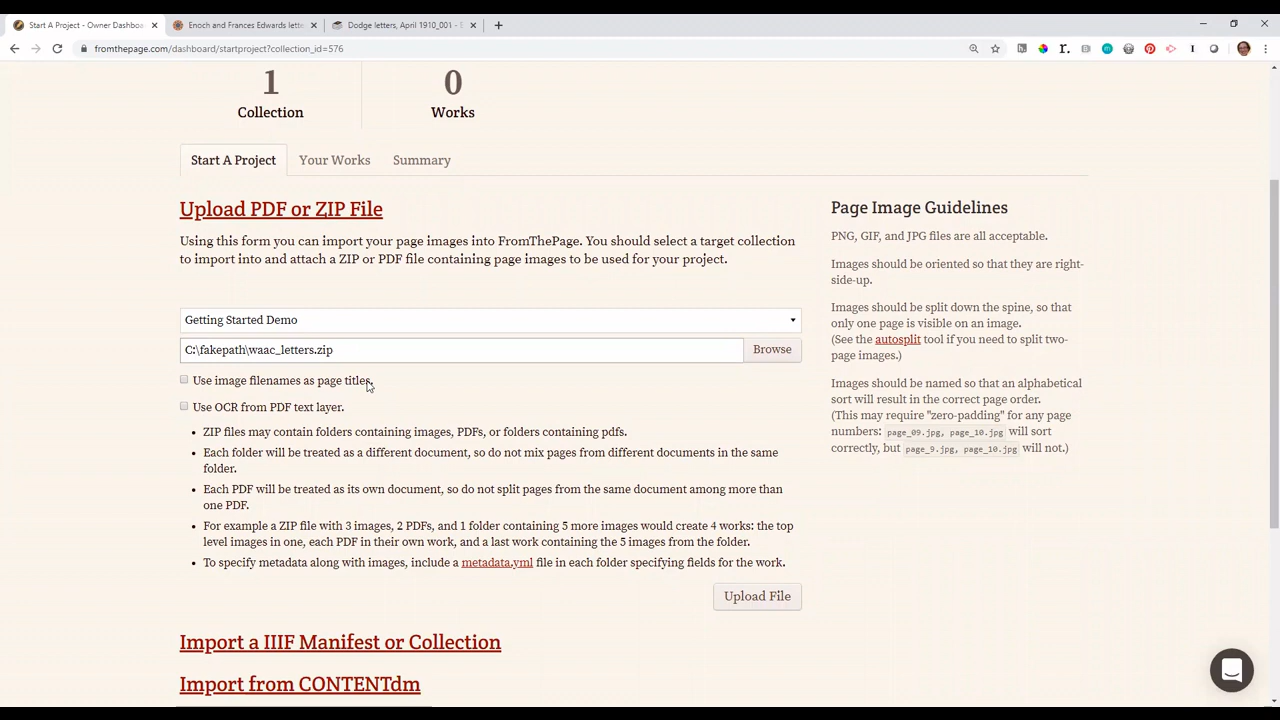 Start A Project - Owner Dashbo
Enoch and Frances Edwards lette
Dodge letters, April 1910_001 - S
fromthepage.com/dashboard/startproject?collection_id=576
1
0
Collection
Works
Start A Project
Your Works
Summary
Upload PDF or ZIP File
Using this form you can import your page images into FromThePage. You should select a target collection
to import into and attach a ZIP or PDF file containing page images to be used for your project.
Getting Started Demo
C:\fakepath\waac_letters.zip
Browse
Use image filenames as page titles.
Use OCR from PDF text layer.
• ZIP files may contain folders containing images, PDFs, or folders containing pdfs.
• Each folder will be treated as a different document, so do not mix pages from different documents in the same
folder.
• Each PDF will be treated as its own document, so do not split pages from the same document among more than
one PDF.
• For example a ZIP file with 3 images, 2 PDFs, and 1 folder containing 5 more images would create 4 works: the top
level images in one, each PDF in their own work, and a last work containing the 5 images from the folder.
• To specify metadata along with images, include a metadata.yml file in each folder specifying fields for the work.
Upload File
Import a IIIF Manifest or Collection
Import from CONTENTdm
Page Image Guidelines
PNG, GIF, and JPG files are all acceptable.
Images should be oriented so that they are right-
side-up.
Images should be split down the spine, so that
only one page is visible on an image.
(See the autosplit tool if you need to split two-
page images.)
Images should be named so that an alphabetical
sort will result in the correct page order.
(This may require "zero-padding" for any page
numbers: page_09.jpg, page_10.jpg will sort
correctly, but page_9.jpg, page_10.jpg will not.)